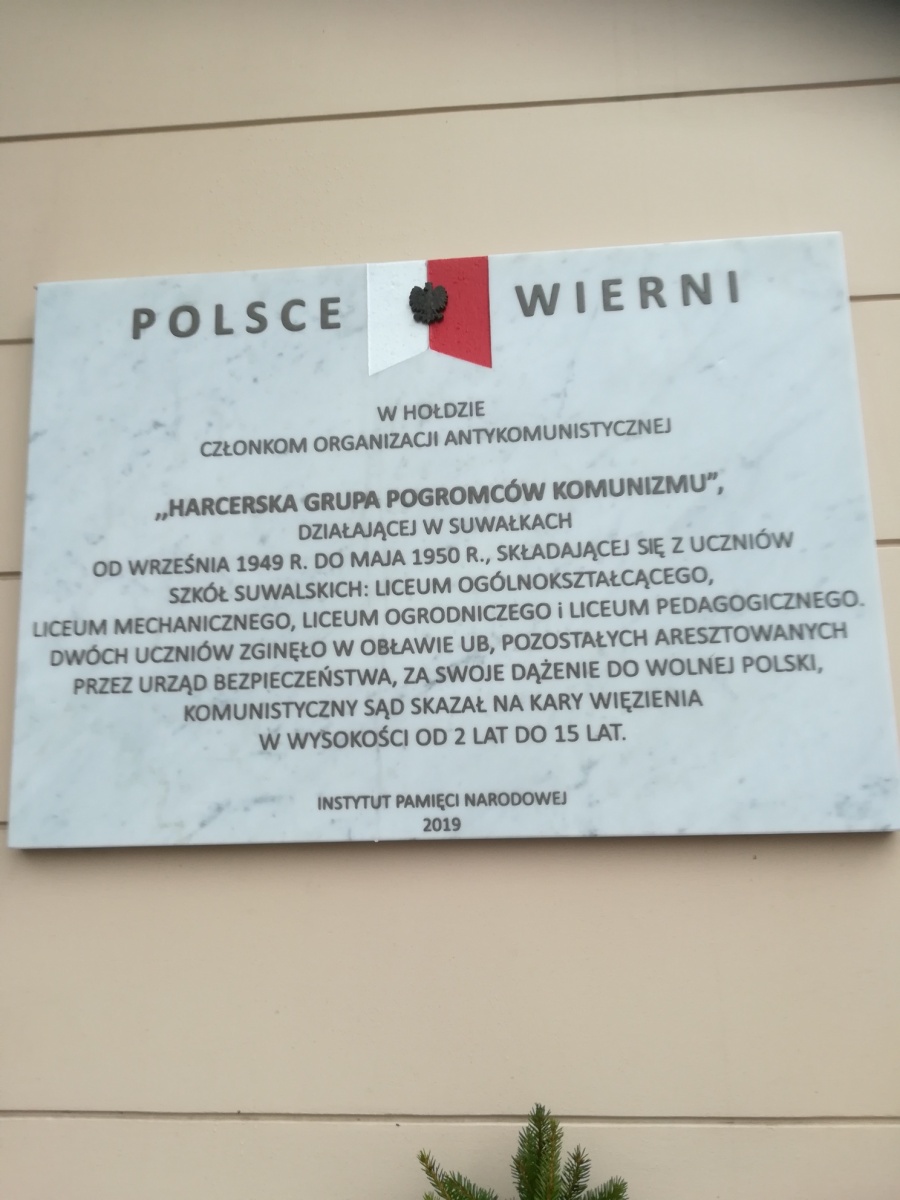 POLSCE WIERNI
W HOŁDZIE
CZŁONKOM ORGANIZACJI ANTYKOMUNISTYCZNEJ
,,HARCERSKA GRUPA POGROMCÓW KOMUNIZMU”,
DZIAŁAJĄCEJ W SUWAŁKACH
OD WRZEŚNIA 1949 R. DO MAJA 1950 R., SKŁADAJĄCEJ SIĘ Z UCZNIÓW
SZKÓŁ SUWALSKICH: LICEUM OGÓLNOKSZTAŁCĄCEGO,
LICEUM MECHANICZNEGO, LICEUM OGRODNICZEGO i LICEUM PEDAGOGICZNEGO.
DWÓCH UCZNIÓW ZGINĘŁO W OBŁAWIE UB, POZOSTAŁYCH ARESZTOWANYCH
PRZEZ URZĄD BEZPIECZEŃSTWA, ZA SWOJE DĄŻENIE DO WOLNEJ POLSKI,
KOMUNISTYCZNY SĄD SKAZAŁ NA KARY WIĘZIENIA
W WYSOKOŚCI OD 2 LAT DO 15 LAT.
INSTYTUT PAMIĘCI NARODOWEJ
2019